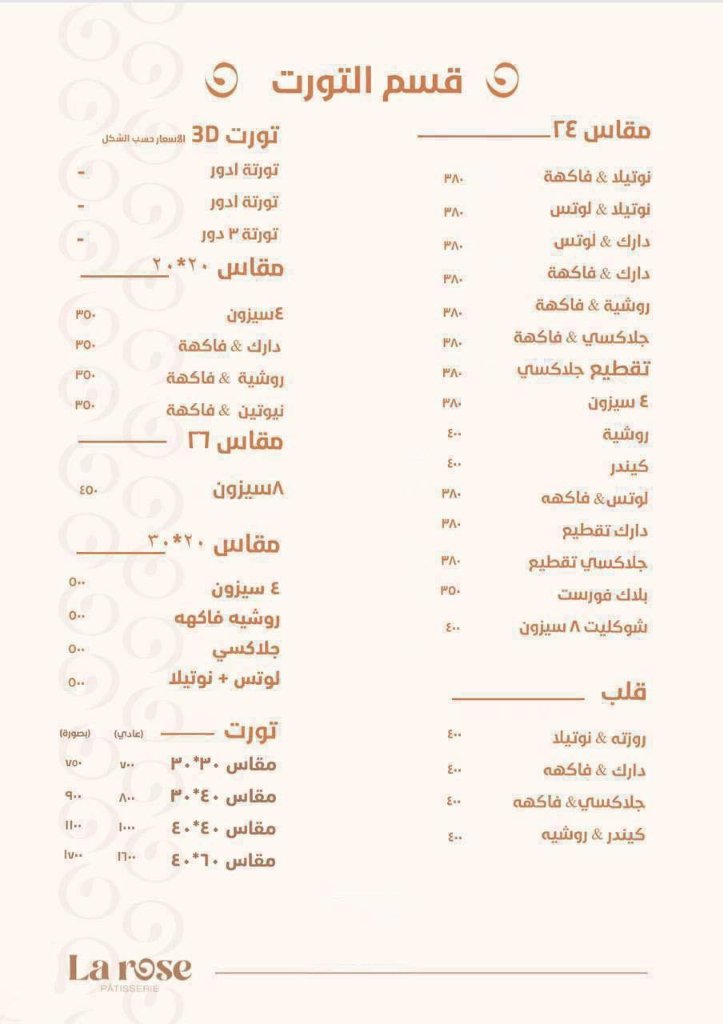 قسم التورت
مقاس ٢٤
نوتيلا & فاكهة ٣٨٠
نوتيلا & لوتس ٣٨٠
دارك & لوتس ٣٨٠
دارك & فاكهة ٣٨٠
روشية & فاكهة ٣٨٠
جلاكسي & فاكهة ٣٨٠
تقطيع جلاكسي ٣٨٠
٤ سيزون ٣٨٠
روشية ٤٠٠
كيندر ٤٠٠
لوتس& فاكهه ٣٨٠
دارك تقطيع ٣٨٠
جلاكسي تقطيع ٣٨٠
بلاك فورست ٣٥٠
شوكليت ٨ سيزون ٤٠٠
قلب
روزته & نوتيلا ٤٠٠
دارك & فاكهه ٤٠٠
جلاكسي& فاكهه ٤٠٠
كيندر & روشيه ٤٠٠
تورت 3D الاسعار حسب الشكل
تورتة ادور -
تورتة ادور -
تورتة ٣ دور -
مقاس ٢٠*٢٠
٤سيزون ٣٥٠
دارك & فاكهة ٣٥٠
روشية & فاكهة ٣٥٠
نيوتين & فاكهة ٣٥٠
مقاس ٢٦
٨سيزون ٤٥٠
مقاس ٢٠*٣٠
٤ سيزون ٥٠٠
روشيه فاكهه ٥٠٠
جلاكسي ٥٠٠
لوتس + نوتيلا ٥٠٠
تورت (عادي) (بصورة)
مقاس ٣٠*٣٠ ٧٠٠ ٧٥٠
مقاس ٤٠*٣٠ ٨٠٠ ٩٠٠
مقاس ٤٠*٤٠ ١٠٠٠ ١١٠٠
مقاس ٦٠*٤٠ ١٦٠٠ ١٧٠٠
La rose
PÂTISSERIE